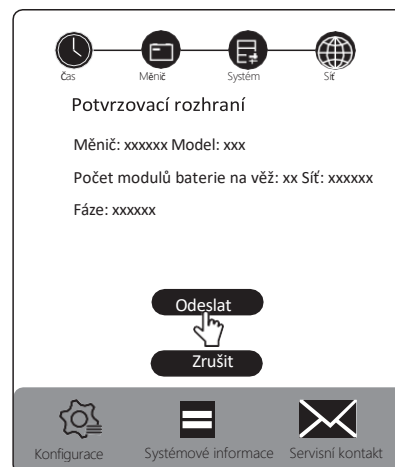 Čas Měnič Systém Síť
Potvrzovací rozhraní
Měnič: xxxxxx Model: xxx
Počet modulů baterie na věž: xx Síť: xxxxxx
Fáze: xxxxxx
Odeslat
Zrušit
Konfigurace Systémové informace Servisní kontakt